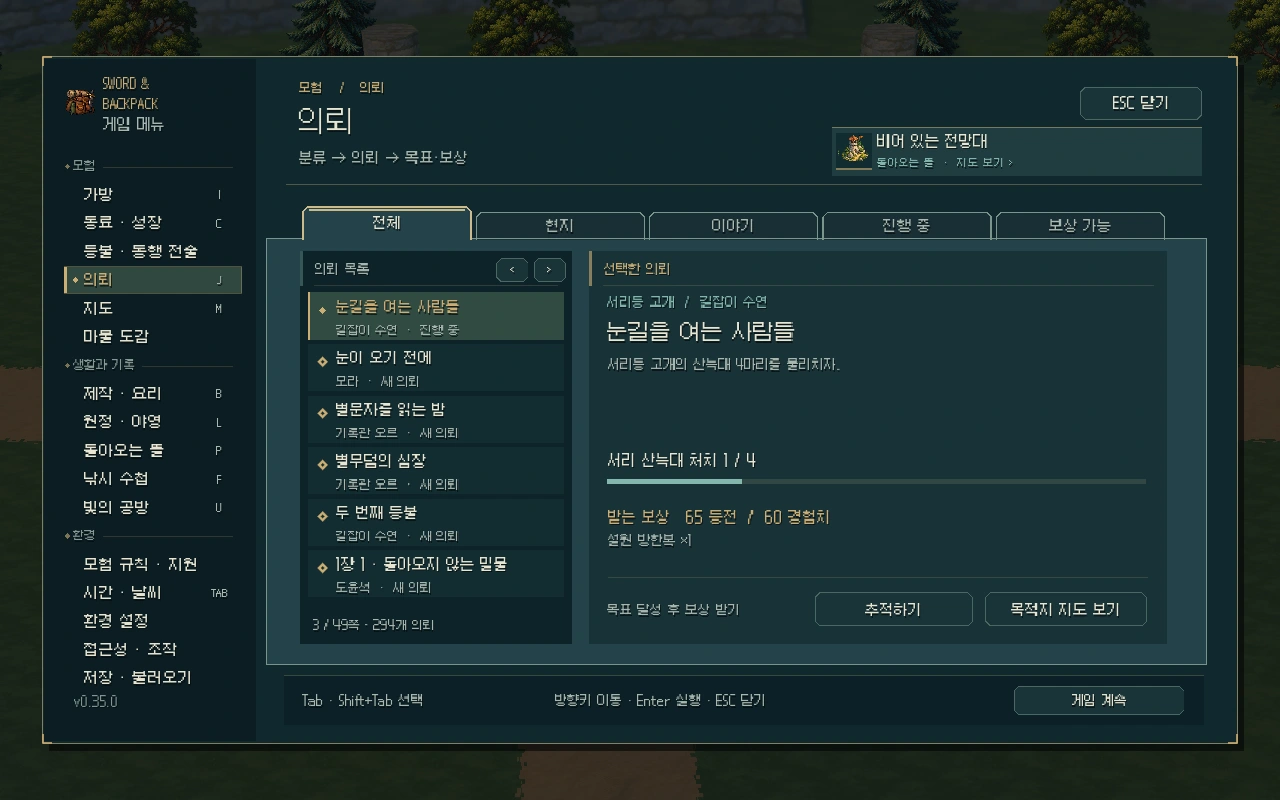 SWORD &
BACKPACK
게임 메뉴
모험
가방 I
동료 · 성장 C
등불 · 동행 전술
의뢰 J
지도 M
마물 도감
생활과 기록
제작 · 요리 B
원정 · 야영 L
돌아오는 뜰 P
낚시 수첩 F
빛의 공방 U
환경
모험 규칙 · 지원
시간 · 날씨 TAB
환경 설정
접근성 · 조작
저장 · 불러오기
v0.35.0
모험 / 의뢰
의뢰
분류 → 의뢰 → 목표·보상
ESC 닫기
비어 있는 전망대
돌아오는 뜰 · 지도 보기 ›
전체 현지 이야기 진행 중 보상 가능
의뢰 목록 ‹ ›
눈길을 여는 사람들
길잡이 수연 · 진행 중
눈이 오기 전에
모라 · 새 의뢰
별문자를 읽는 밤
기록관 오르 · 새 의뢰
별무덤의 심장
기록관 오르 · 새 의뢰
두 번째 등불
길잡이 수연 · 새 의뢰
1장 1 · 돌아오지 않는 밀물
도윤석 · 새 의뢰
3 / 49쪽 · 294개 의뢰
선택한 의뢰
서리등 고개 / 길잡이 수연
눈길을 여는 사람들
서리등 고개의 산늑대 4마리를 물리치자.
서리 산늑대 처치 1 / 4
받는 보상 65 동전 / 60 경험치
설원 방한복 ×1
목표 달성 후 보상 받기 추적하기 목적지 지도 보기
Tab · Shift+Tab 선택 방향키 이동 · Enter 실행 · ESC 닫기 게임 계속